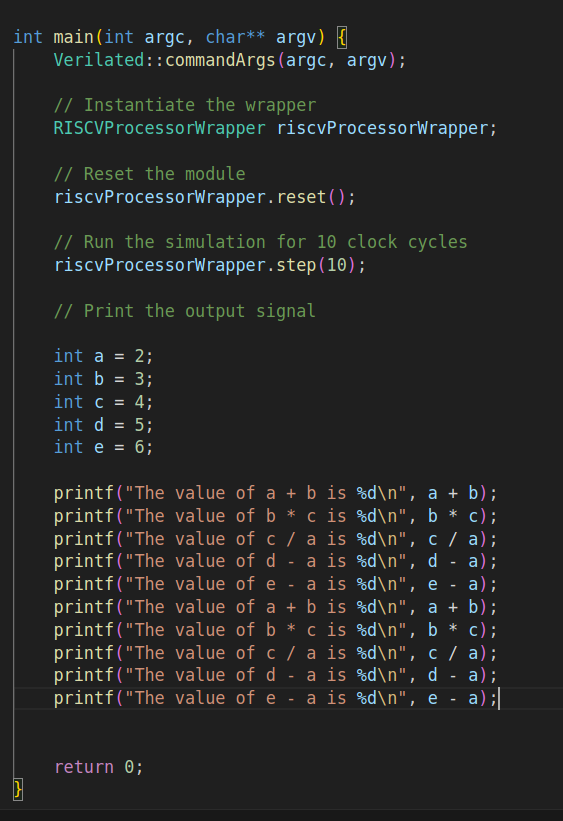 int main(int argc, char** argv) {
    Verilated::commandArgs(argc, argv);

    // Instantiate the wrapper
    RISCVProcessorWrapper riscvProcessorWrapper;

    // Reset the module
    riscvProcessorWrapper.reset();

    // Run the simulation for 10 clock cycles
    riscvProcessorWrapper.step(10);

    // Print the output signal

    int a = 2;
    int b = 3;
    int c = 4;
    int d = 5;
    int e = 6;

    printf("The value of a + b is %d\n", a + b);
    printf("The value of b * c is %d\n", b * c);
    printf("The value of c / a is %d\n", c / a);
    printf("The value of d - a is %d\n", d - a);
    printf("The value of e - a is %d\n", e - a);
    printf("The value of a + b is %d\n", a + b);
    printf("The value of b * c is %d\n", b * c);
    printf("The value of c / a is %d\n", c / a);
    printf("The value of d - a is %d\n", d - a);
    printf("The value of e - a is %d\n", e - a);

    return 0;
}